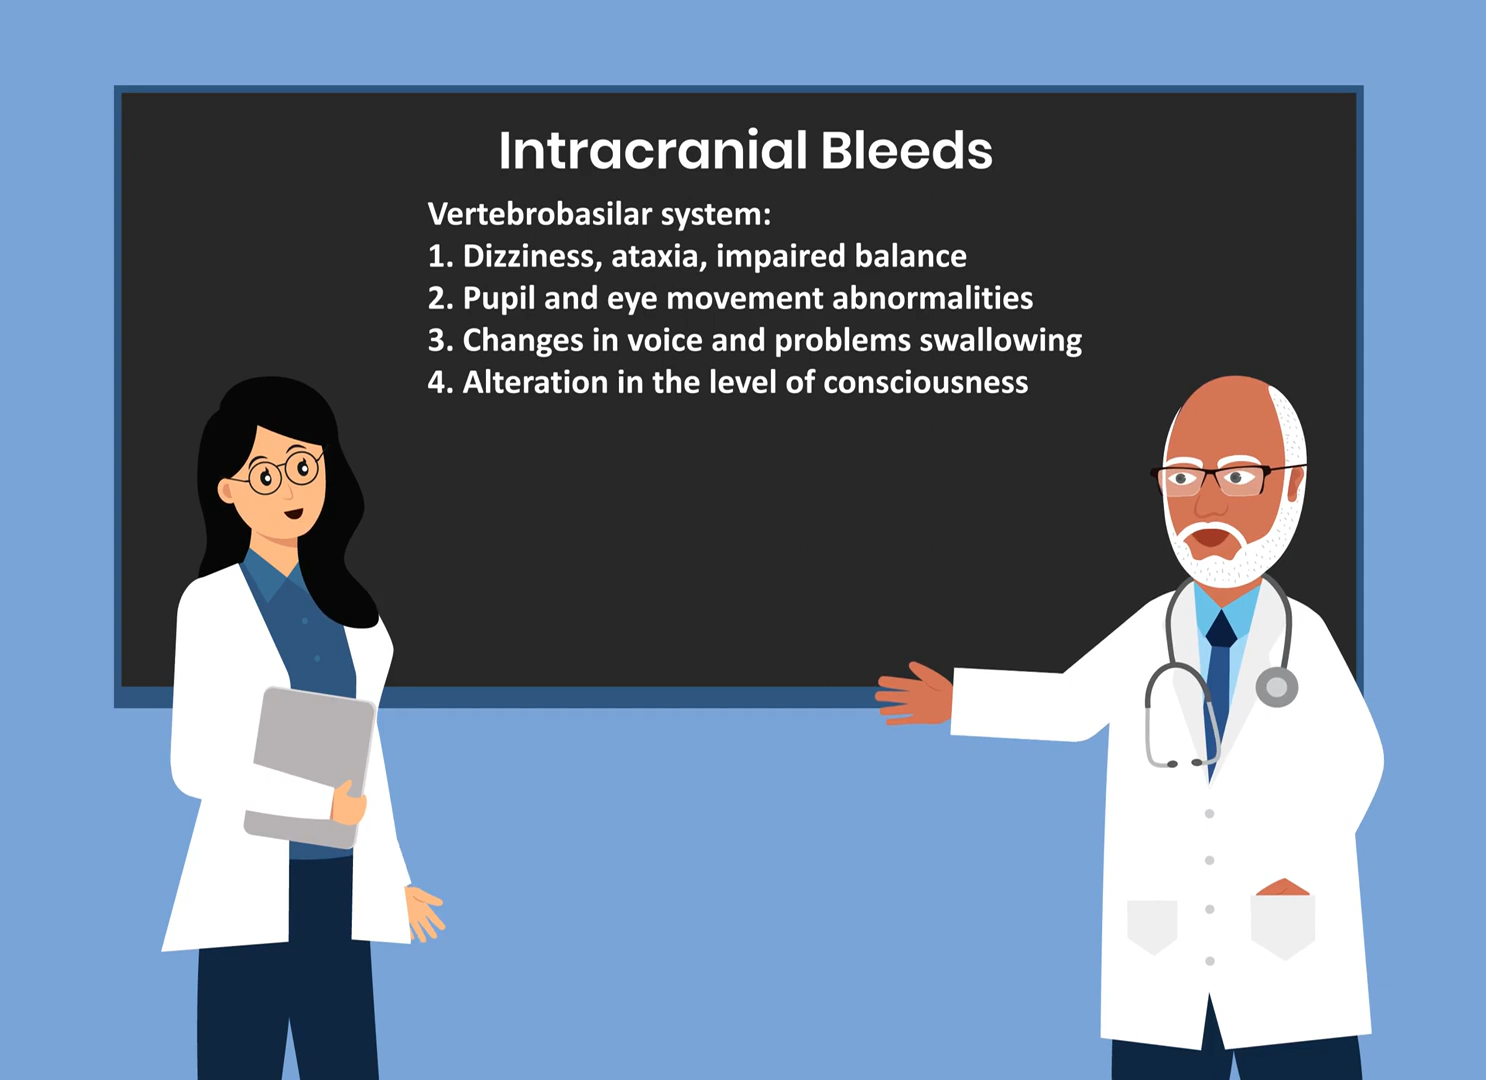 Intracranial Bleeds
Vertebrobasilar system:
1. Dizziness, ataxia, impaired balance
2. Pupil and eye movement abnormalities
3. Changes in voice and problems swallowing
4. Alteration in the level of consciousness